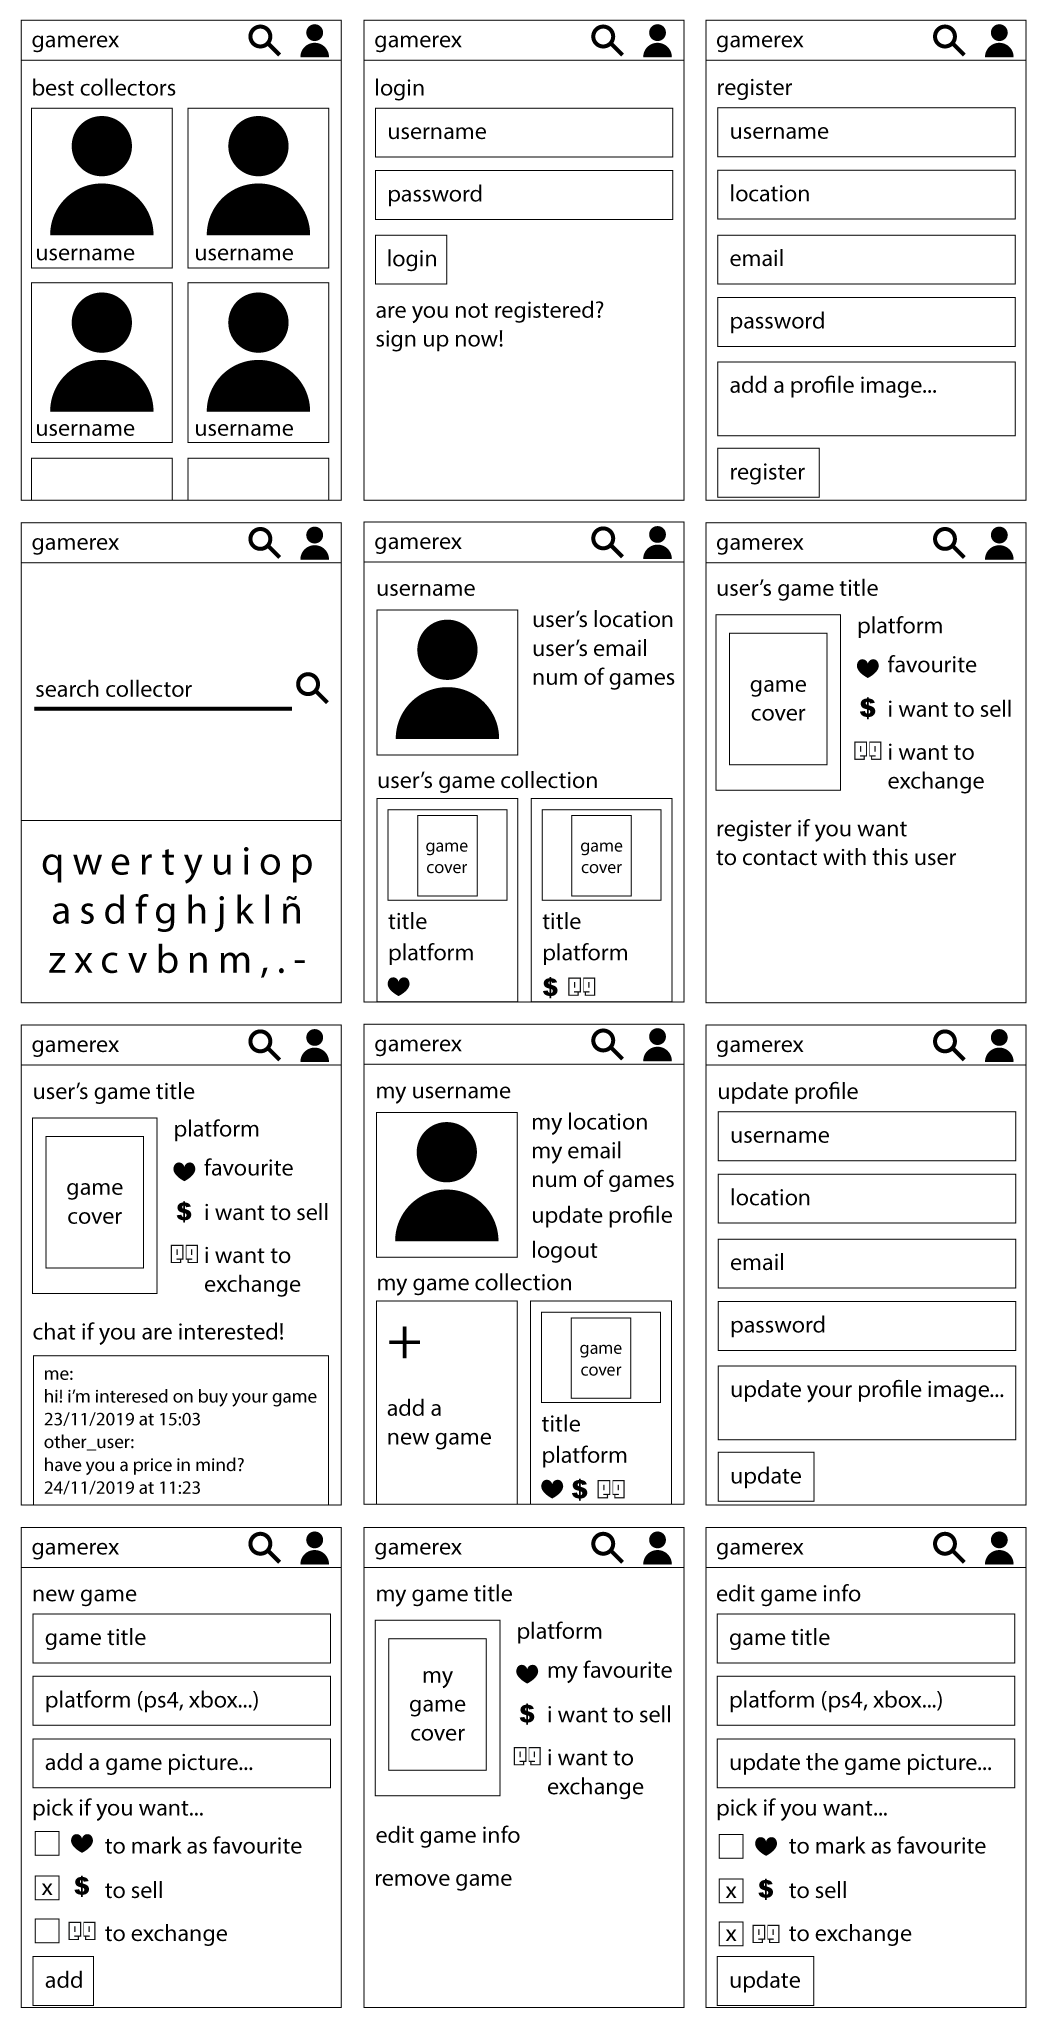 gamerex
best collectors
username
username
username
username
gamerex
login
username
password
login
are you not registered?
sign up now!
gamerex
register
username
location
email
password
add a profile image...
register
gamerex
search collector
q w e r t y u i o p
a s d f g h j k l ñ
z x c v b n m , . -
gamerex
username
user's location
user's email
num of games
user's game collection
game
cover
title
platform
game
cover
title
platform
$
gamerex
user's game title
game
cover
platform
favourite
$ i want to sell
i want to
exchange
register if you want
to contact with this user
gamerex
user's game title
game
cover
platform
favourite
$ i want to sell
i want to
exchange
chat if you are interested!
me:
hi! i'm interesed on buy your game
23/11/2019 at 15:03
other_user:
have you a price in mind?
24/11/2019 at 11:23
gamerex
my username
my location
my email
num of games
update profile
logout
my game collection
+
add a
new game
game
cover
title
platform
$
gamerex
update profile
username
location
email
password
update your profile image...
update
gamerex
new game
game title
platform (ps4, xbox...)
add a game picture...
pick if you want...
to mark as favourite
x $ to sell
to exchange
add
gamerex
my game title
my
game
cover
platform
my favourite
$ i want to sell
i want to
exchange
edit game info
remove game
gamerex
edit game info
game title
platform (ps4, xbox...)
update the game picture...
pick if you want...
to mark as favourite
x $ to sell
x to exchange
update